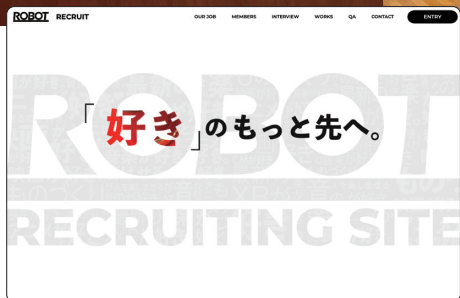 ROBOT RECRUIT
OUR JOB MEMBERS INTERVIEW WORKS QA CONTACT ENTRY
ROBOT
「好き」のもっと先へ。
RECRUITING SITE